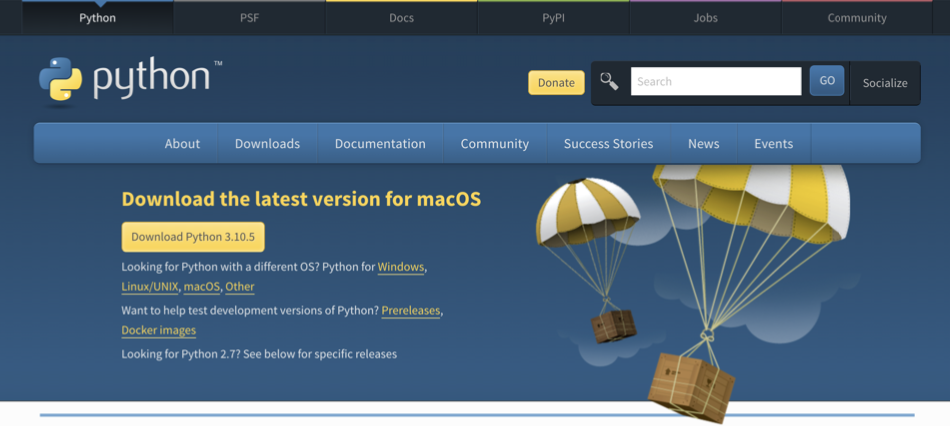 Python PSF Docs PyPI Jobs Community
python™
Donate Search GO Socialize
About Downloads Documentation Community Success Stories News Events
Download the latest version for macOS
Download Python 3.10.5
Looking for Python with a different OS? Python for Windows,
Linux/UNIX, macOS, Other
Want to help test development versions of Python? Prereleases,
Docker images
Looking for Python 2.7? See below for specific releases